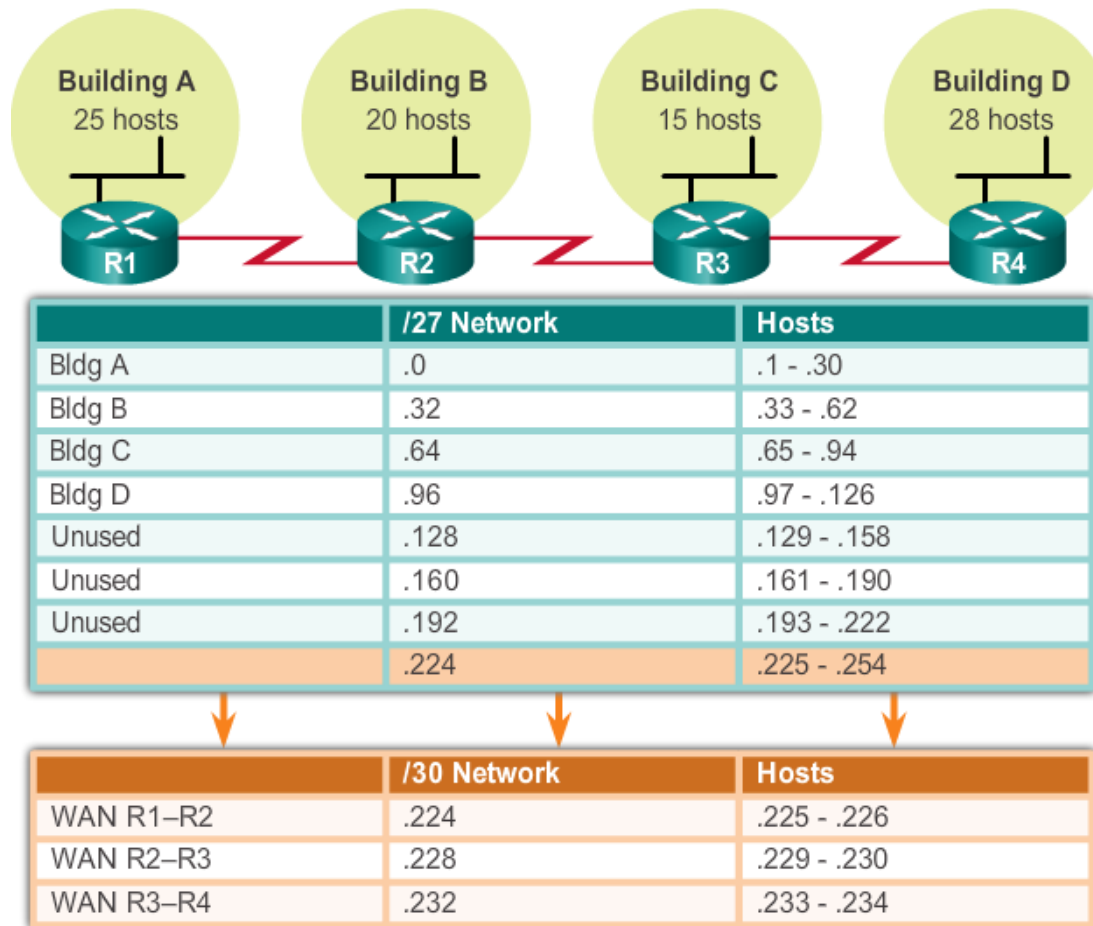 Building A Building B Building C Building D
25 hosts 20 hosts 15 hosts 28 hosts
R1 R2 R3 R4
/27 Network Hosts
Bldg A .0 .1 - .30
Bldg B .32 .33 - .62
Bldg C .64 .65 - .94
Bldg D .96 .97 - .126
Unused .128 .129 - .158
Unused .160 .161 - .190
Unused .192 .193 - .222
.224 .225 - .254
/30 Network Hosts
WAN R1–R2 .224 .225 - .226
WAN R2–R3 .228 .229 - .230
WAN R3–R4 .232 .233 - .234